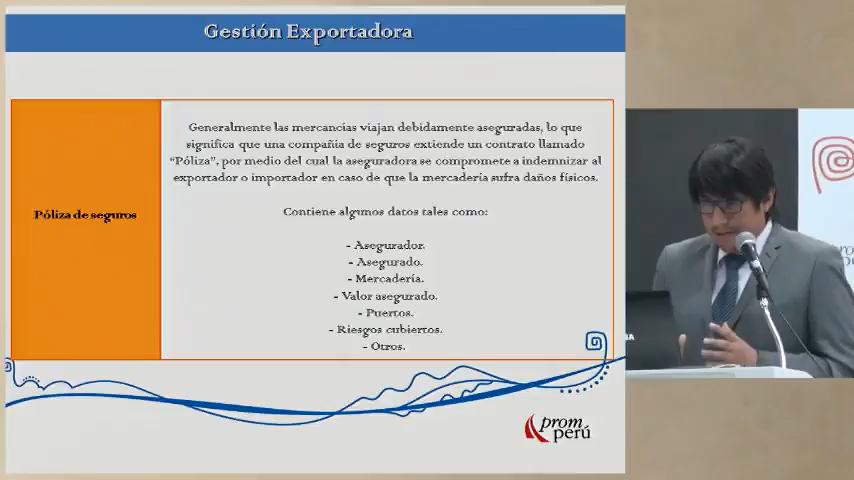 Gestión Exportadora
Póliza de seguros
Generalmente las mercancías viajan debidamente aseguradas, lo que
significa que una compañía de seguros extiende un contrato llamado
“Póliza”, por medio del cual la aseguradora se compromete a indemnizar al
exportador o importador en caso de que la mercadería sufra daños físicos.
Contiene algunos datos tales como:
- Asegurador.
- Asegurado.
- Mercadería.
- Valor asegurado.
- Puertos.
- Riesgos cubiertos.
- Otros.
prom
perú